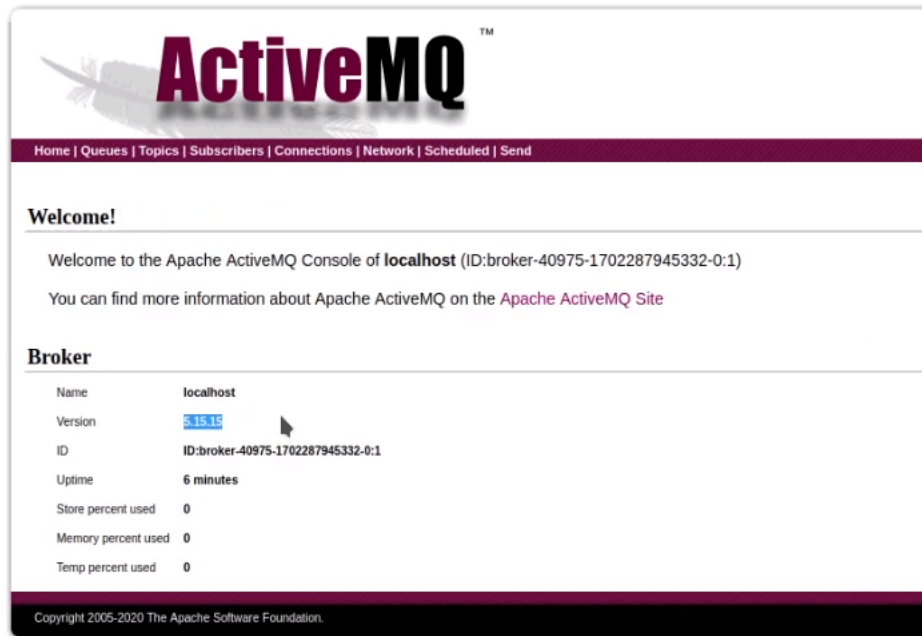 ActiveMQ ™
Home | Queues | Topics | Subscribers | Connections | Network | Scheduled | Send
Welcome!
Welcome to the Apache ActiveMQ Console of localhost (ID:broker-40975-1702287945332-0:1)
You can find more information about Apache ActiveMQ on the Apache ActiveMQ Site
Broker
Name localhost
Version 5.15.15
ID ID:broker-40975-1702287945332-0:1
Uptime 6 minutes
Store percent used 0
Memory percent used 0
Temp percent used 0
Copyright 2005-2020 The Apache Software Foundation.